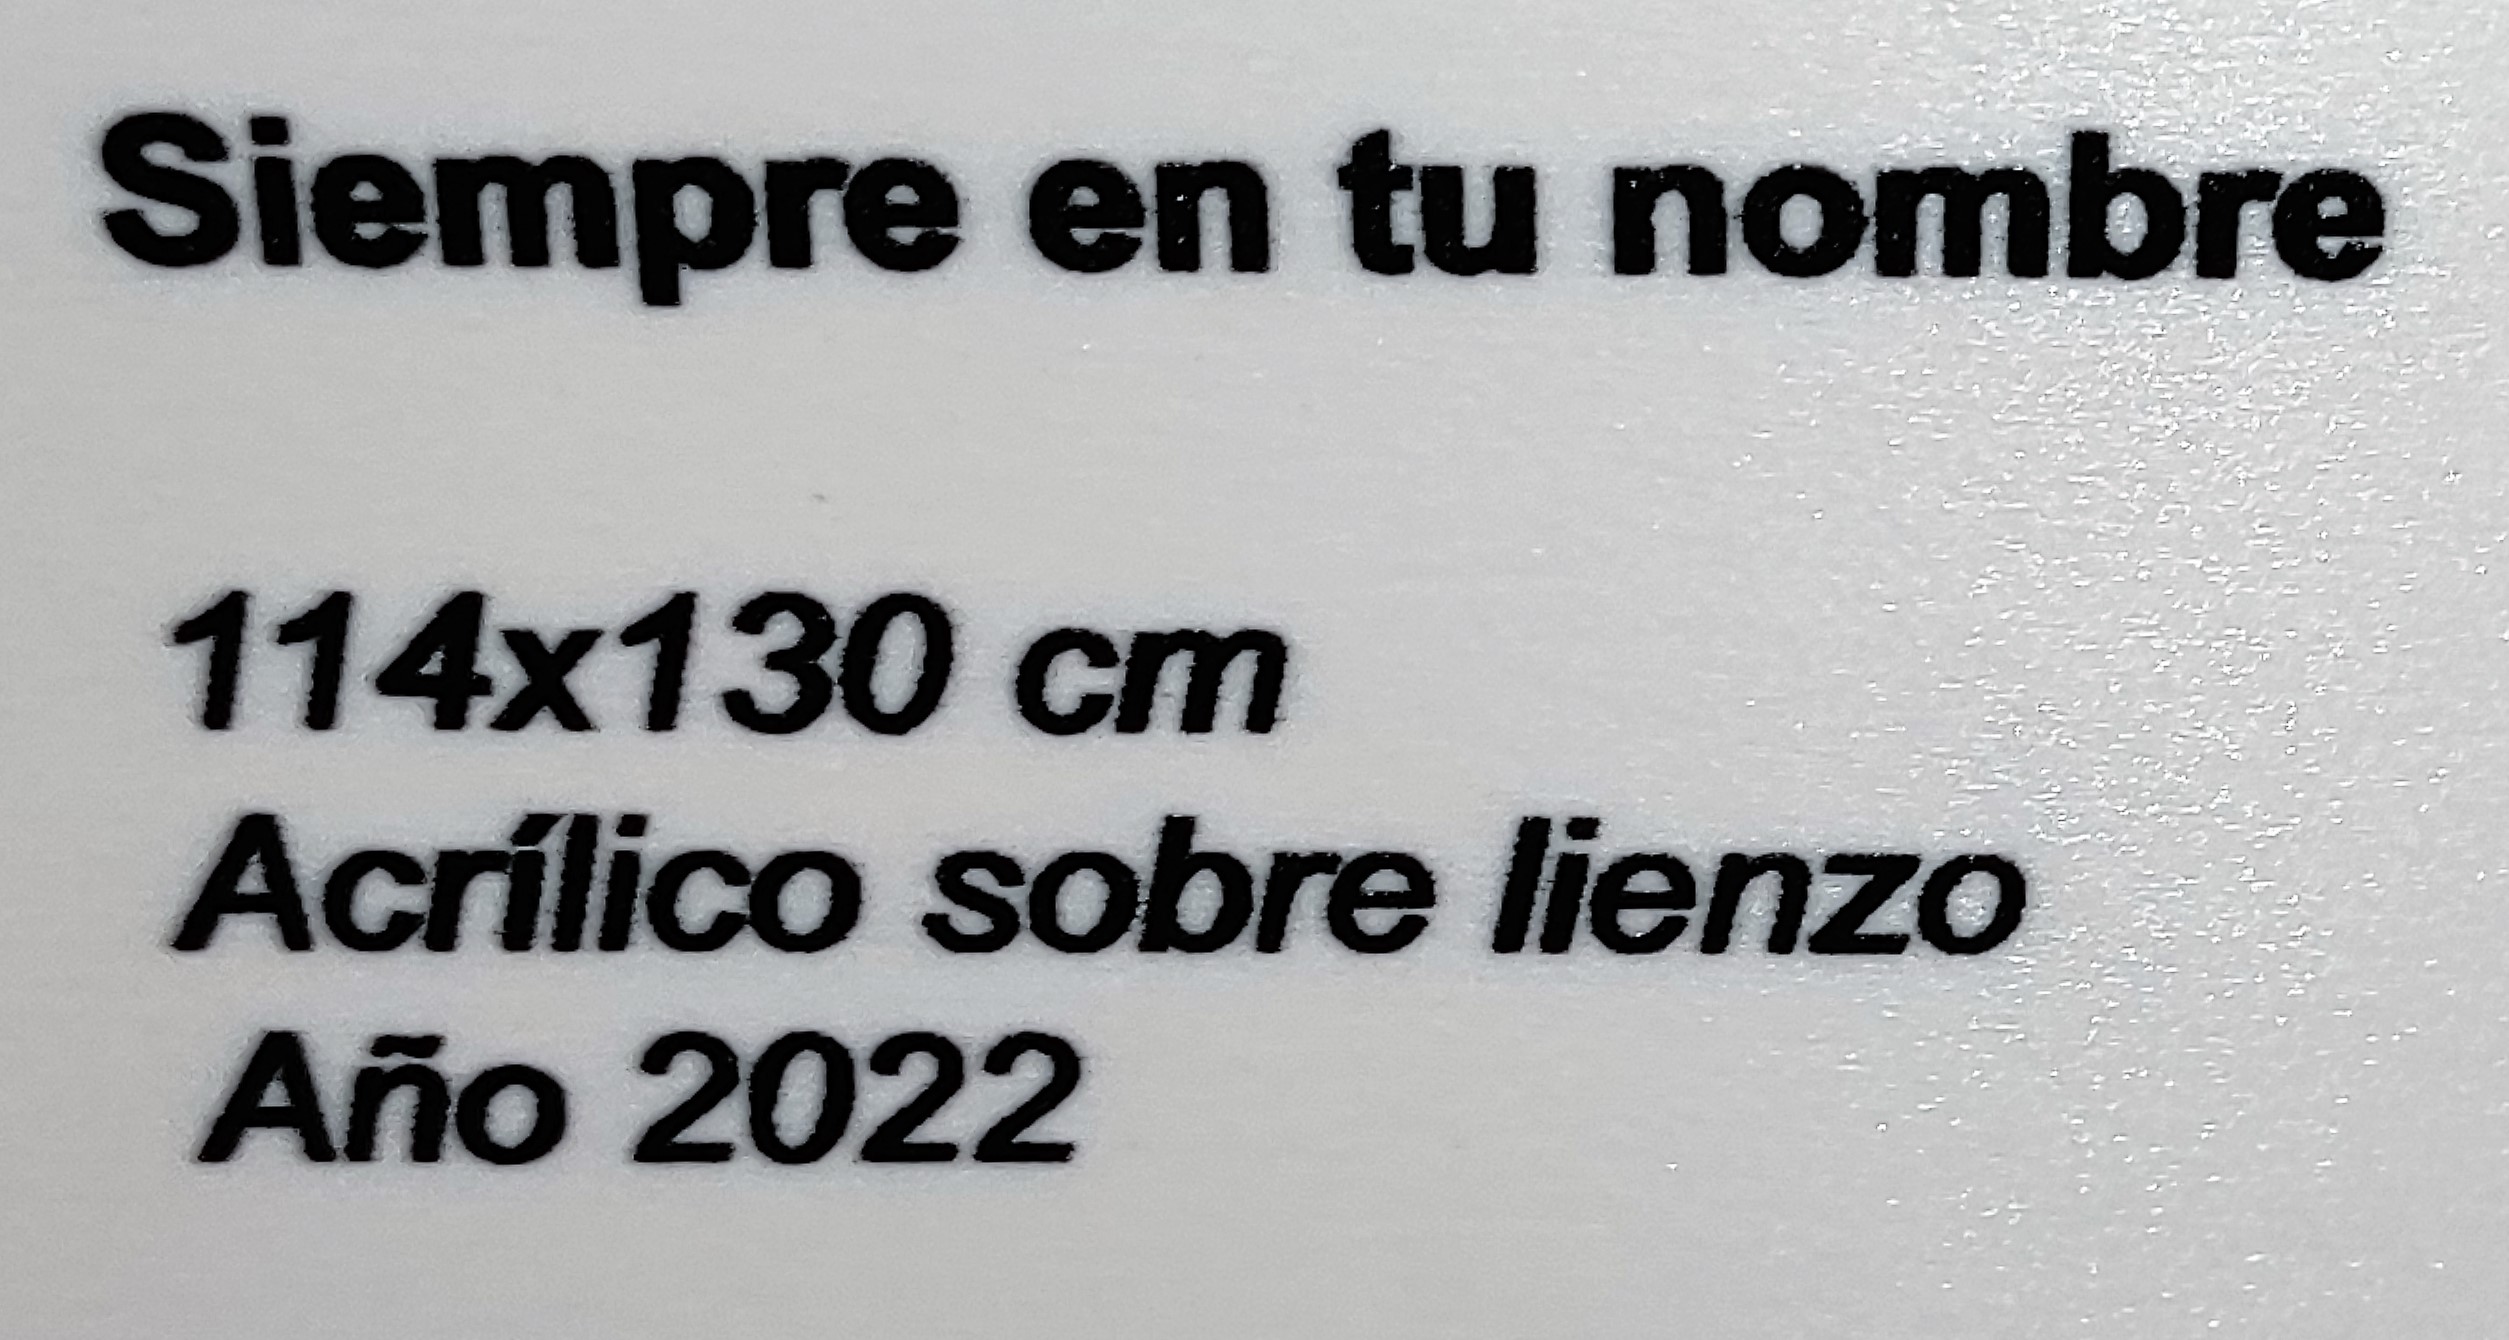 Siempre en tu nombre
114x130 cm
Acrílico sobre lienzo
Año 2022